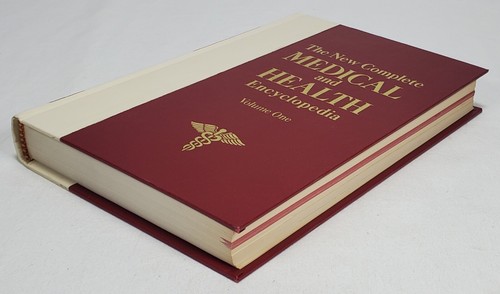 The New Complete
MEDICAL
and
HEALTH
Encyclopedia
Volume One